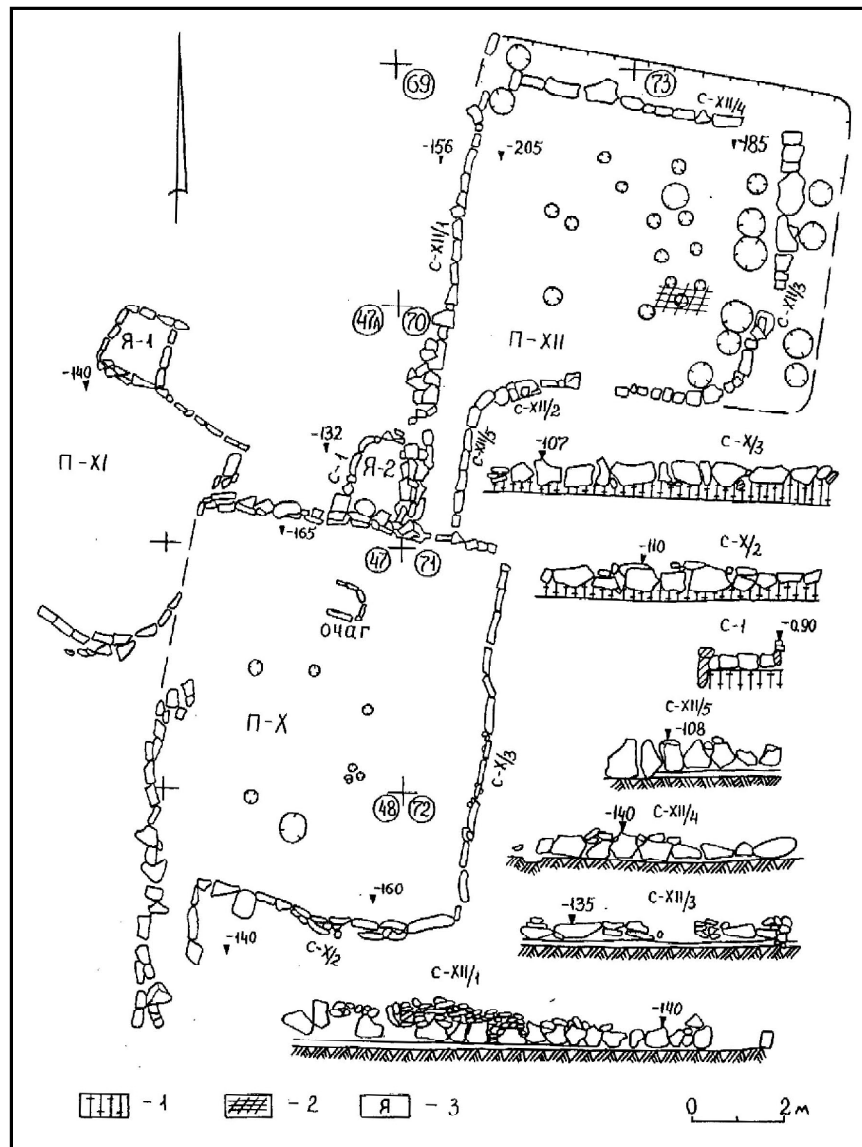 69
73
С-XII/4
-156
-205
-185
С-XII/1
С-XII/3
47А 70
П-XII
Я-1
-140
С-XII/2
-132
С-1
Я-2
С-XII/5
П-XI
-107
С-X/3
-165
47 71
-110
С-X/2
очаг
С-1
-0.90
П-X
С-XII/5
-108
С-X/3
48 72
-140
С-XII/4
-160
-140
С-X/2
-135
С-XII/3
С-XII/1
-140
- 1
- 2
Я - 3
0 2 м